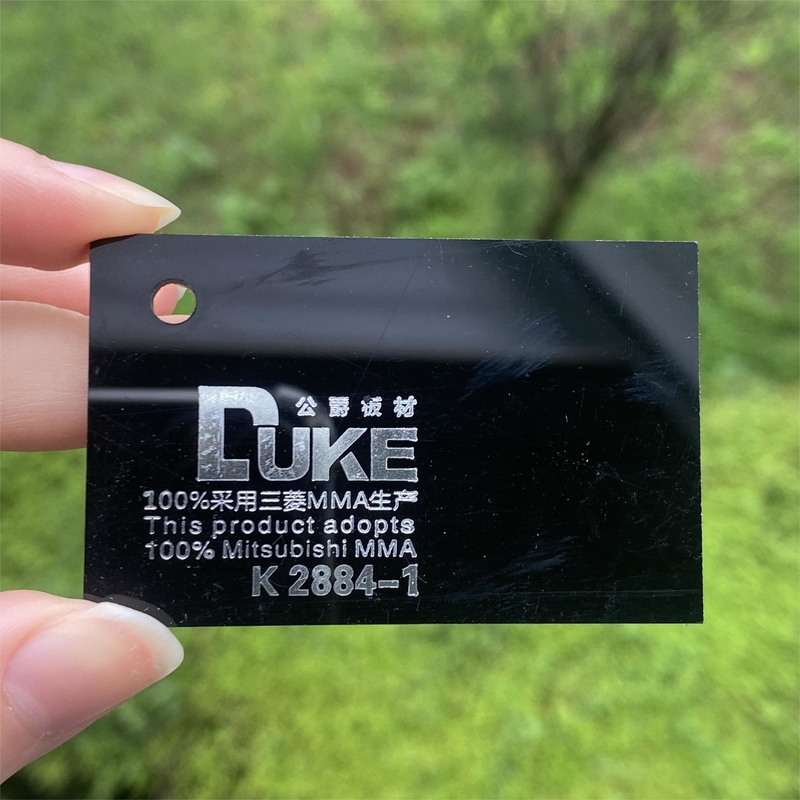 公爵板材
DUKE
100%采用三菱MMA生产
This product adopts
100% Mitsubishi MMA
K 2884-1